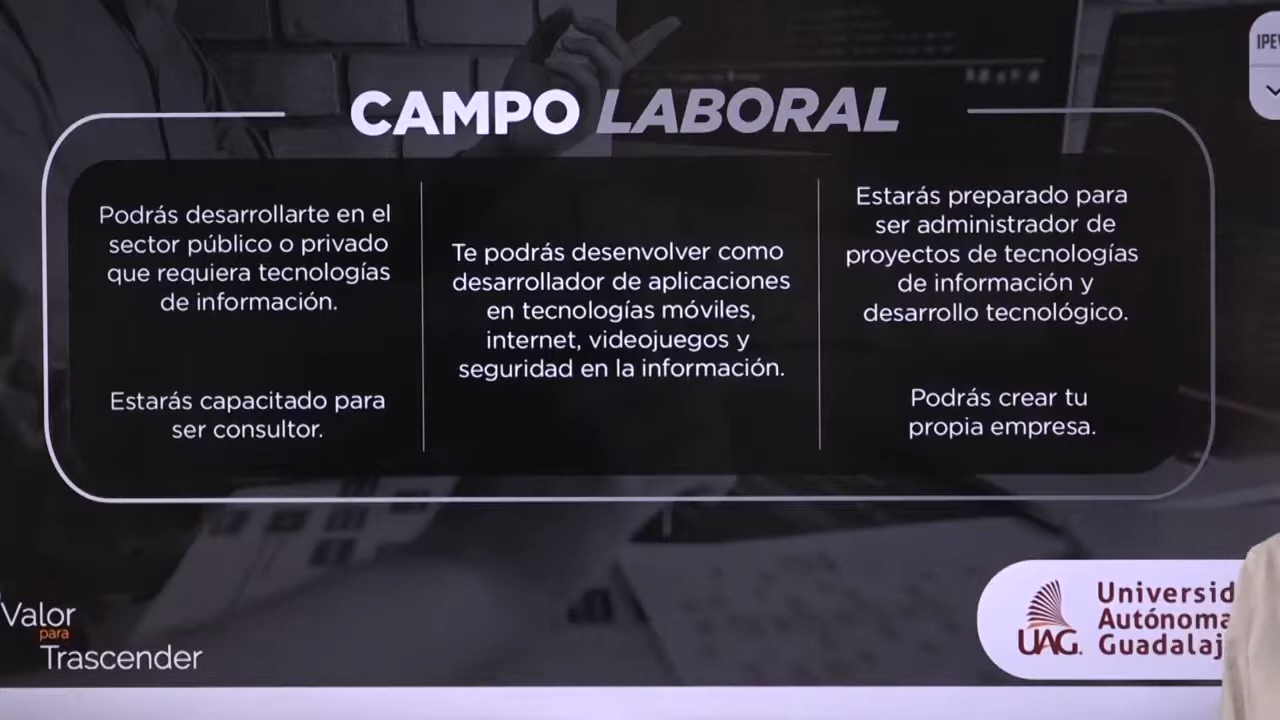 CAMPO LABORAL
Podrás desarrollarte en el
sector público o privado
que requiera tecnologías
de información.
Estarás capacitado para
ser consultor.
Te podrás desenvolver como
desarrollador de aplicaciones
en tecnologías móviles,
internet, videojuegos y
seguridad en la información.
Estarás preparado para
ser administrador de
proyectos de tecnologías
de información y
desarrollo tecnológico.
Podrás crear tu
propia empresa.
Valor
para
Trascender
UAG.
Universid
Autónoma
Guadalaj